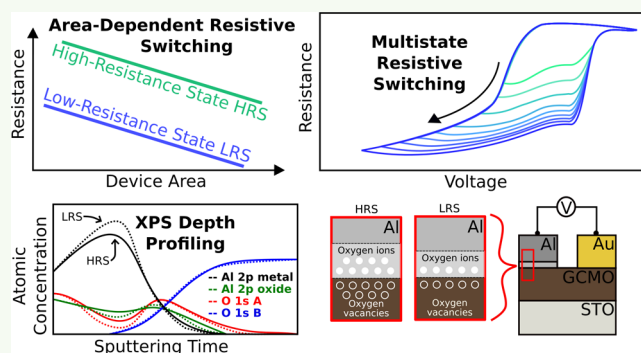 Area-Dependent Resistive
Switching
High-Resistance State HRS
Low-Resistance State LRS
Resistance
Device Area
Multistate
Resistive
Switching
Resistance
Voltage
XPS Depth
Profiling
LRS
HRS
Al 2p metal
Al 2p oxide
O 1s A
O 1s B
Atomic
Concentration
Sputtering Time
HRS
Al
Oxygen ions
Oxygen
vacancies
LRS
Al
Oxygen ions
Oxygen
vacancies
V
Al
Au
GCMO
STO